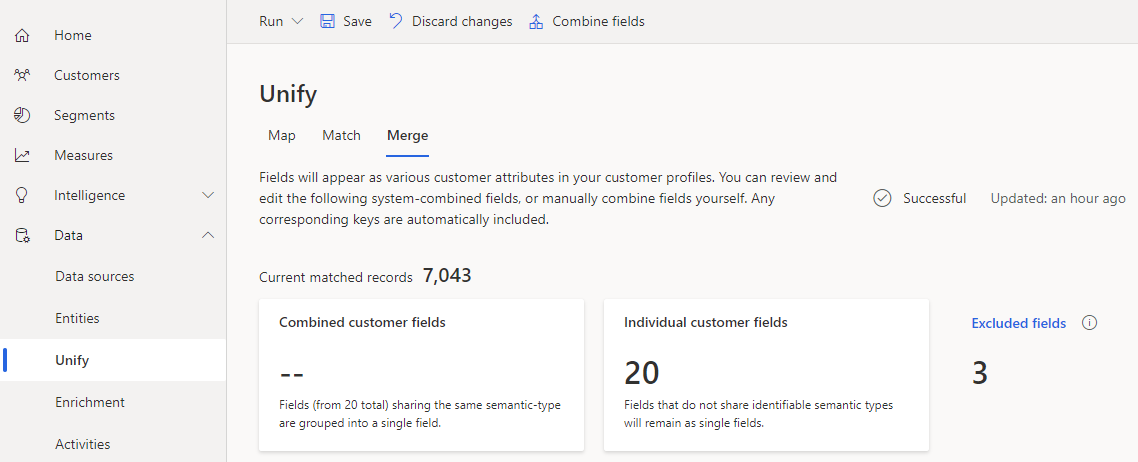 Run Save Discard changes Combine fields
Home
Customers
Segments
Measures
Intelligence
Data
Data sources
Entities
Unify
Enrichment
Activities
Unify
Map Match Merge
Fields will appear as various customer attributes in your customer profiles. You can review and
edit the following system-combined fields, or manually combine fields yourself. Any
corresponding keys are automatically included.
Successful Updated: an hour ago
Current matched records 7,043
Combined customer fields
--
Fields (from 20 total) sharing the same semantic-type
are grouped into a single field.
Individual customer fields
20
Fields that do not share identifiable semantic types
will remain as single fields.
Excluded fields
3